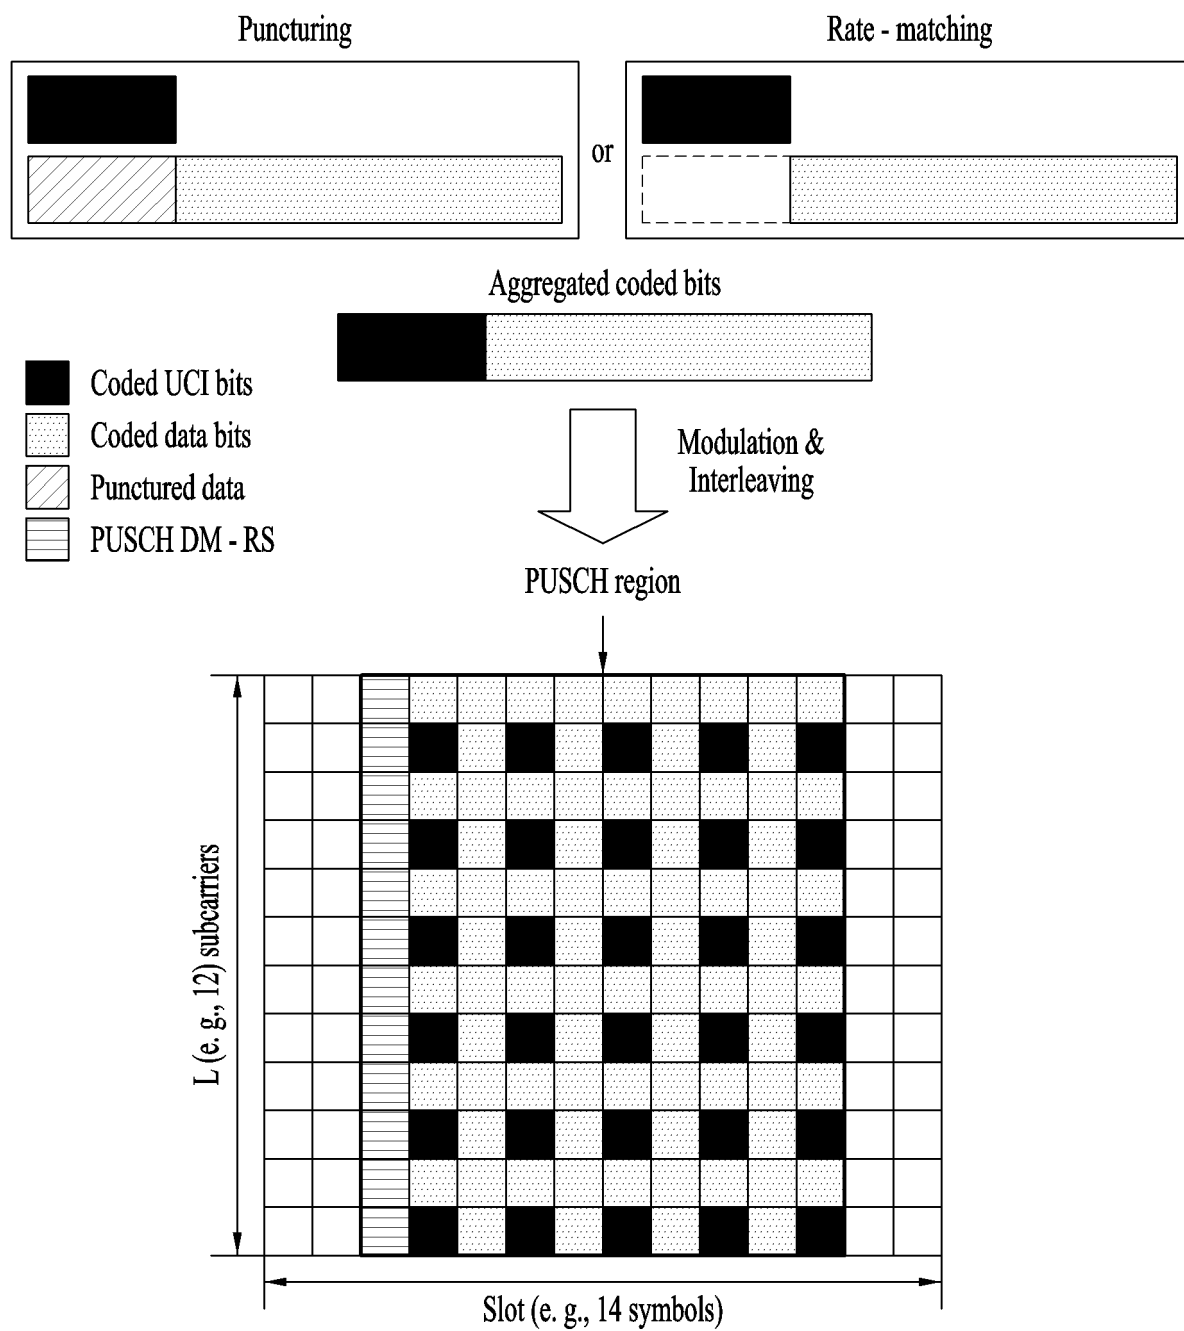 Puncturing
Rate - matching
or
Aggregated coded bits
Coded UCI bits
Coded data bits
Punctured data
PUSCH DM - RS
Modulation &
Interleaving
PUSCH region
L (e. g., 12) subcarriers
Slot (e. g., 14 symbols)